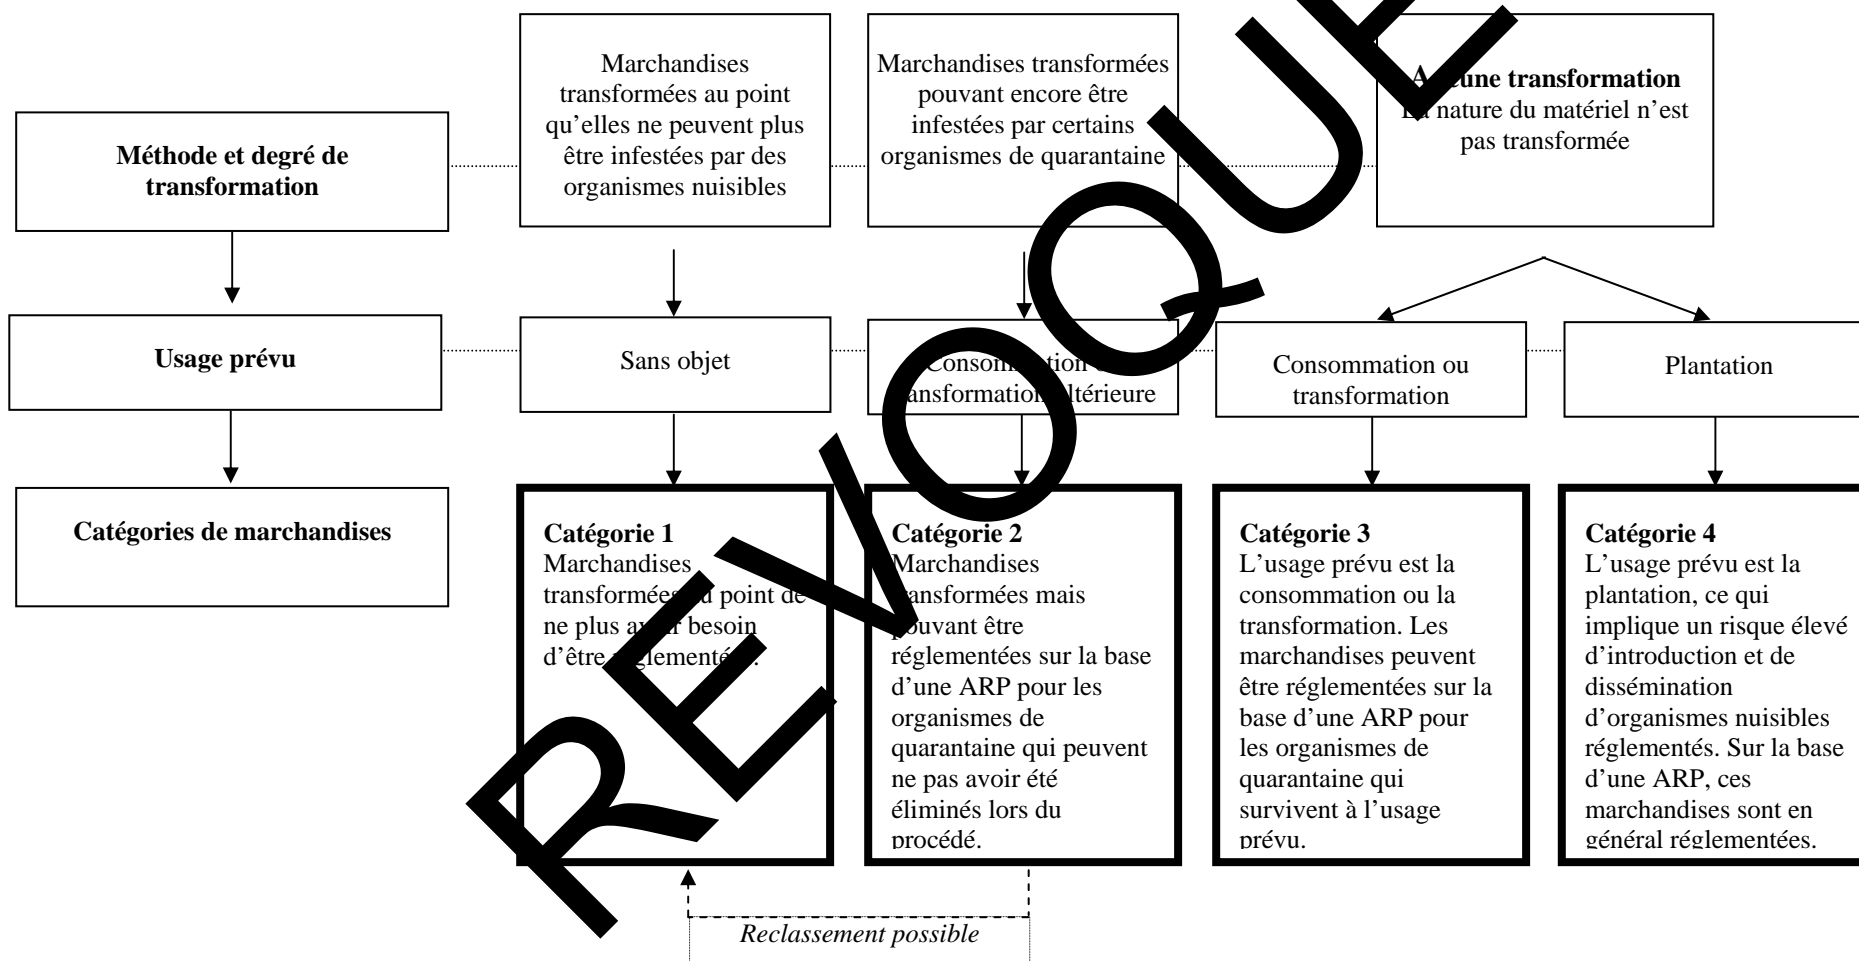 Méthode et degré de
transformation
Marchandises
transformées au point
qu'elles ne peuvent plus
être infestées par des
organismes nuisibles
Marchandises transformées
pouvant encore être
infestées par certains
organismes de quarantaine
transformation
nature du matériel n'est
pas transformée
Usage prévu
Sans objet
ultérieure
Consommation ou
transformation
Plantation
Catégories de marchandises
Catégorie 1
Marchandises
transformées au point de
ne plus avoir besoin
d'être réglementées.
Catégorie 2
Marchandises
transformées mais
pouvant être
réglementées sur la base
d'une ARP pour les
organismes de
quarantaine qui peuvent
ne pas avoir été
éliminés lors du
procédé.
Catégorie 3
L'usage prévu est la
consommation ou la
transformation. Les
marchandises peuvent
être réglementées sur la
base d'une ARP pour
les organismes de
quarantaine qui
survivent à l'usage
prévu.
Catégorie 4
L'usage prévu est la
plantation, ce qui
implique un risque élevé
d'introduction et de
dissémination
d'organismes nuisibles
réglementés. Sur la base
d'une ARP, ces
marchandises sont en
général réglementées.
Reclassement possible
REVOQUE